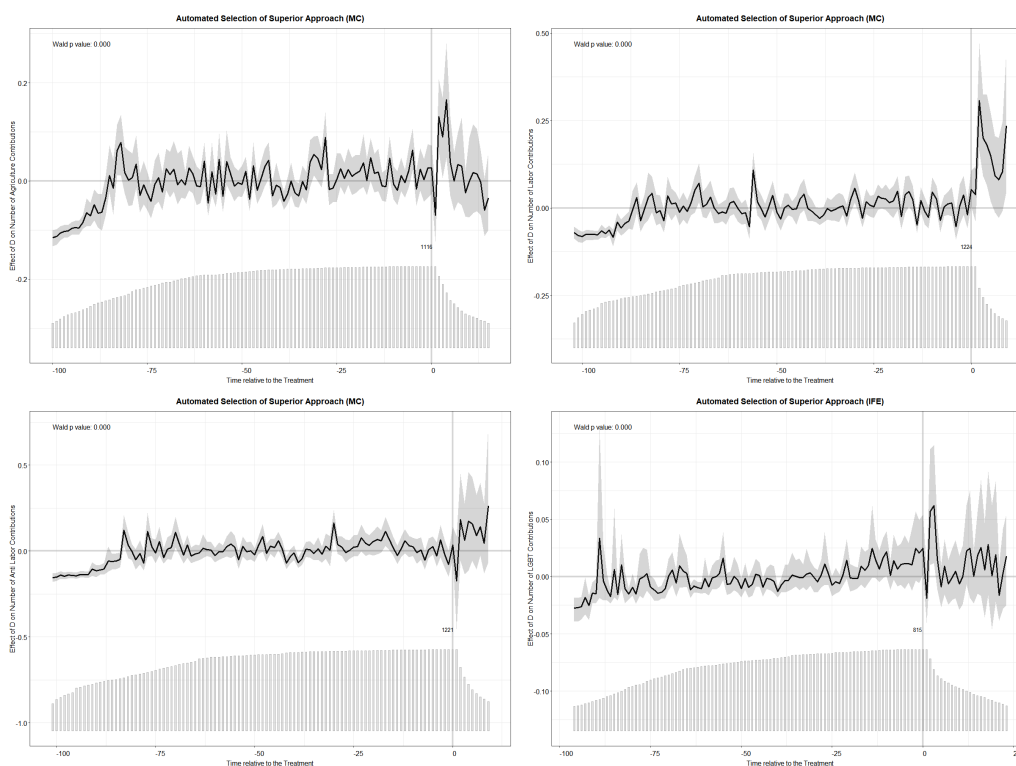 Automated Selection of Superior Approach (MC)
Wald p value: 0.000
Effect of D on Number of Agriculture Contributions
0.2
0.0
-0.2
1116
-100
-75
-50
-25
0
Time relative to the Treatment
Automated Selection of Superior Approach (MC)
Wald p value: 0.000
Effect of D on Number of Labor Contributions
0.50
0.25
0.00
-0.25
1224
-100
-75
-50
-25
0
Time relative to the Treatment
Automated Selection of Superior Approach (MC)
Wald p value: 0.000
Effect of D on Number of Anti Labor Contributions
0.5
0.0
-0.5
-1.0
1221
-100
-75
-50
-25
0
Time relative to the Treatment
Automated Selection of Superior Approach (IFE)
Wald p value: 0.000
Effect of D on Number of LGBT Contributions
0.10
0.05
0.00
-0.05
-0.10
815
-100
-75
-50
-25
0
Time relative to the Treatment